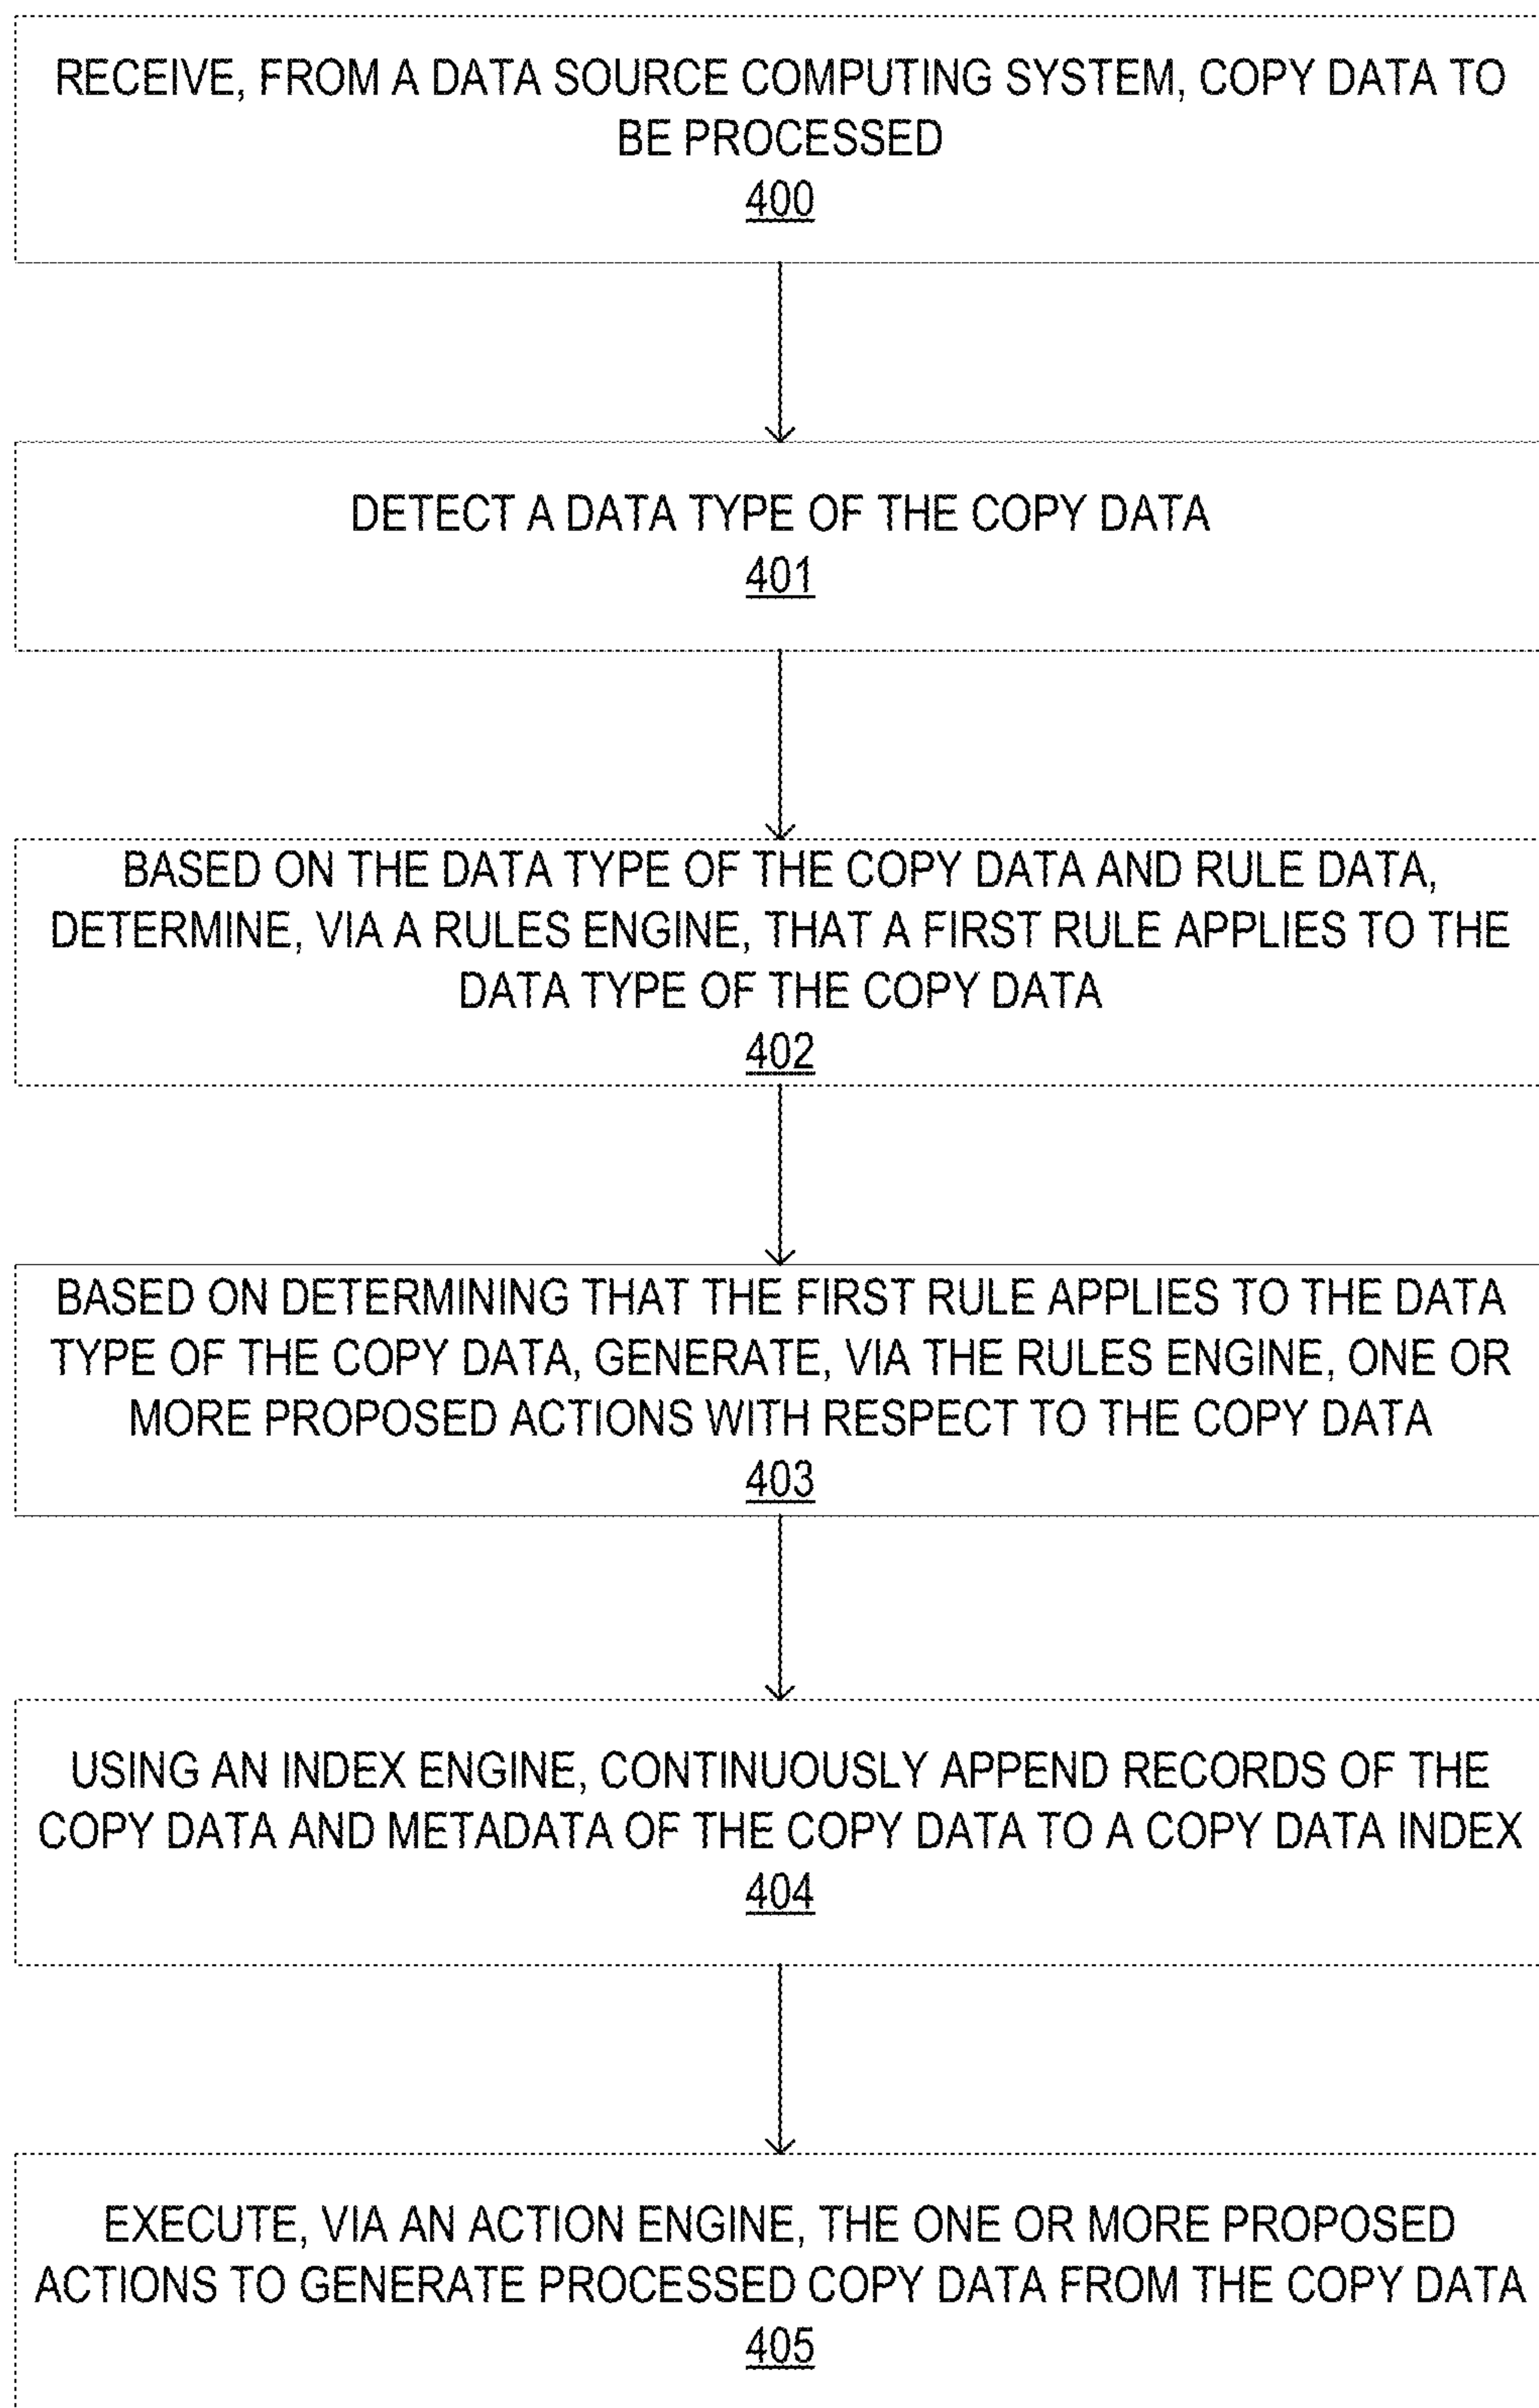 RECEIVE, FROM A DATA SOURCE COMPUTING SYSTEM, COPY DATA TO
BE PROCESSED
400
DETECT A DATA TYPE OF THE COPY DATA
401
BASED ON THE DATA TYPE OF THE COPY DATA AND RULE DATA,
DETERMINE, VIA A RULES ENGINE, THAT A FIRST RULE APPLIES TO THE
DATA TYPE OF THE COPY DATA
402
BASED ON DETERMINING THAT THE FIRST RULE APPLIES TO THE DATA
TYPE OF THE COPY DATA, GENERATE, VIA THE RULES ENGINE, ONE OR
MORE PROPOSED ACTIONS WITH RESPECT TO THE COPY DATA
403
USING AN INDEX ENGINE, CONTINUOUSLY APPEND RECORDS OF THE
COPY DATA AND METADATA OF THE COPY DATA TO A COPY DATA INDEX
404
EXECUTE, VIA AN ACTION ENGINE, THE ONE OR MORE PROPOSED
ACTIONS TO GENERATE PROCESSED COPY DATA FROM THE COPY DATA
405